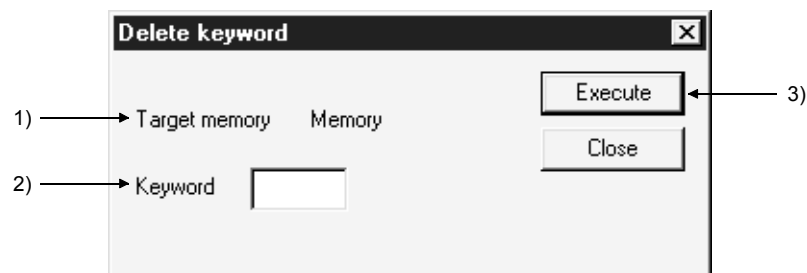 Delete keyword
Execute 3)
1) Target memory Memory
Close
2) Keyword